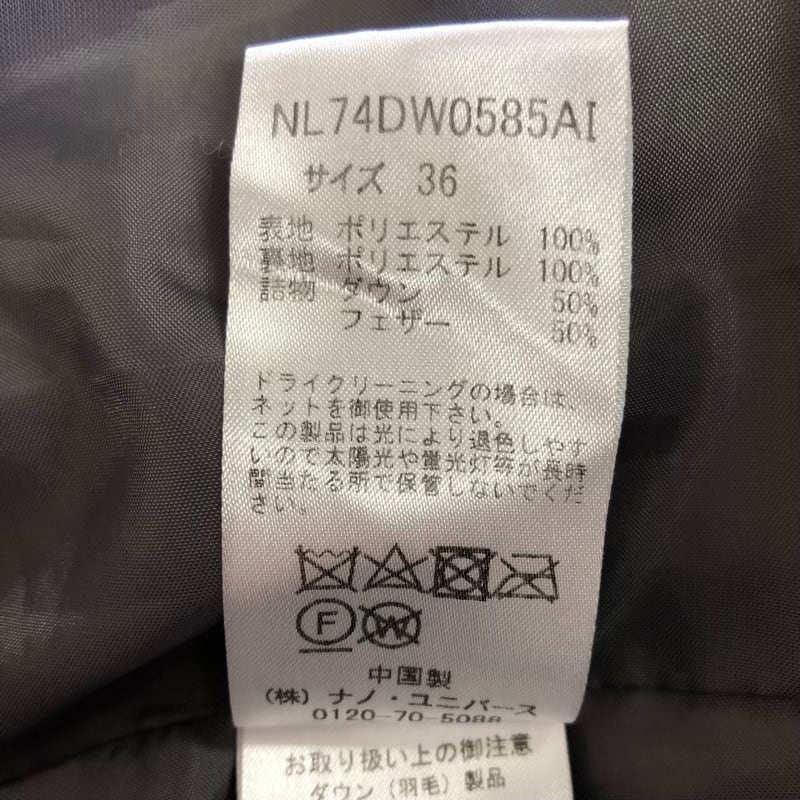 NL74DW0585AI
サイズ 36
表地 ポリエステル 100%
裏地 ポリエステル 100%
詰物 ダウン 50%
フェザー 50%
ドライクリーニングの場合は、
ネットを御使用下さい。
この製品は光により退色しやす
いので太陽光や蛍光灯等が長時
間当たる所で保管しないでくだ
さい。
F W
中国製
(株) ナノ・ユニバース
0120-70-5088
お取り扱い上の御注意
ダウン (羽毛) 製品